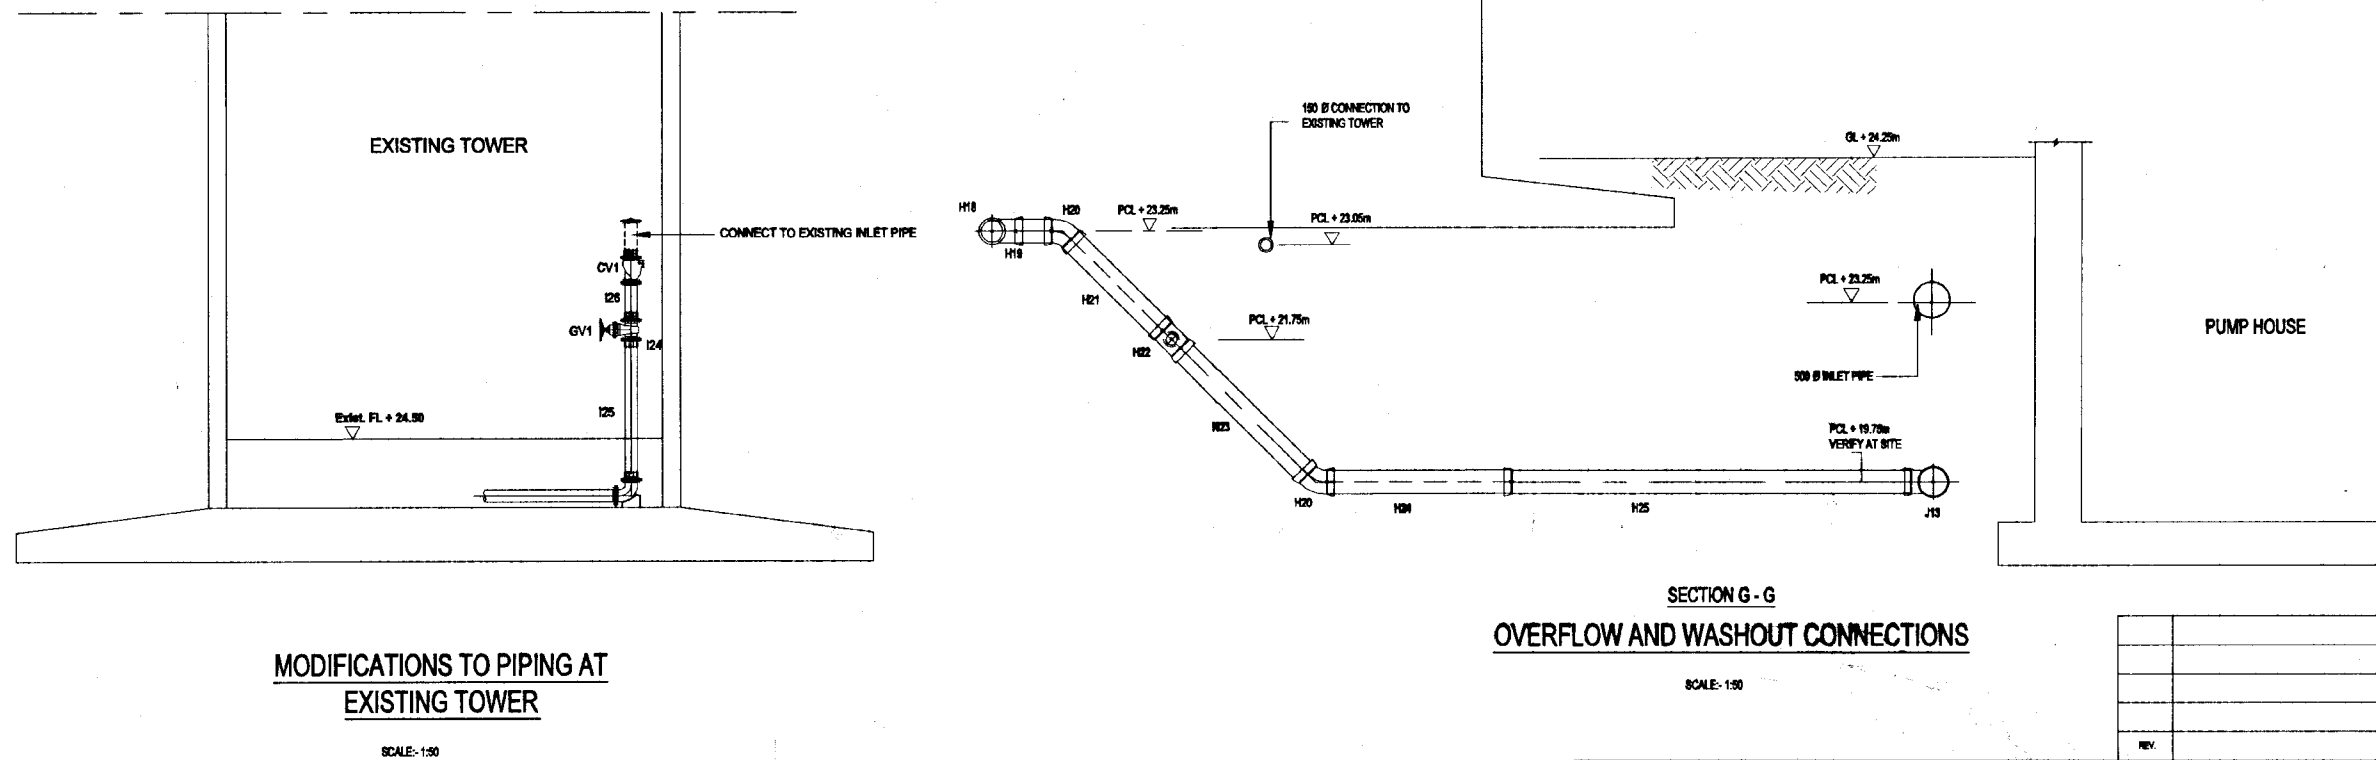 EXISTING TOWER
CONNECT TO EXISTING INLET PIPE
CV1
I26
GV1
I24
I25
Exist. FL + 24.50
MODIFICATIONS TO PIPING AT
EXISTING TOWER
SCALE:- 1:50
150 Ø CONNECTION TO
EXISTING TOWER
GL + 24.25m
H18
H20
PCL + 23.25m
PCL + 23.05m
H19
H21
PCL + 21.75m
H22
PCL + 23.25m
500 Ø INLET PIPE
PUMP HOUSE
H23
PCL + 19.75m
VERIFY AT SITE
H20
H24
H25
J13
SECTION G - G
OVERFLOW AND WASHOUT CONNECTIONS
SCALE:- 1:50
REV.